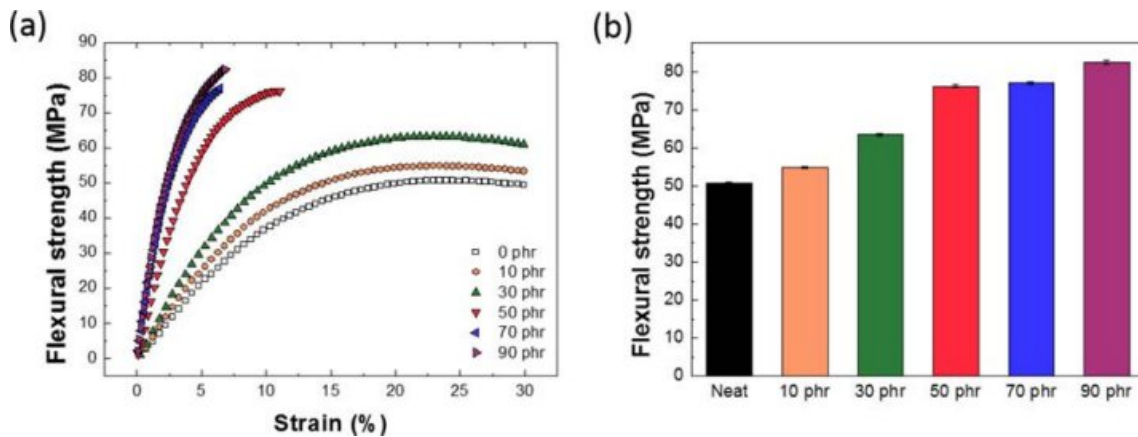 (a)
Flexural strength (MPa)
90
80
70
60
50
40
30
20
10
0
0 phr
10 phr
30 phr
50 phr
70 phr
90 phr
0 5 10 15 20 25 30
Strain (%)
(b)
Flexural strength (MPa)
80
70
60
50
40
30
20
10
0
Neat 10 phr 30 phr 50 phr 70 phr 90 phr